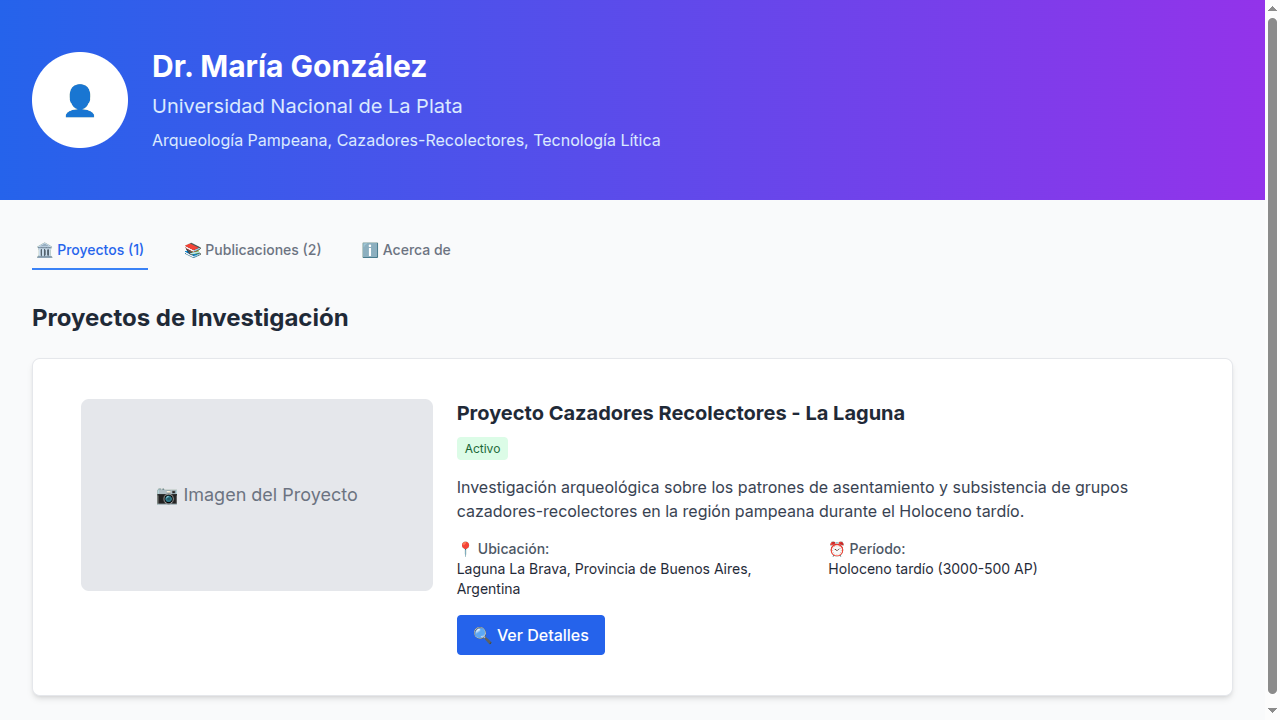 Dr. María González
Universidad Nacional de La Plata
Arqueología Pampeana, Cazadores-Recolectores, Tecnología Lítica
🏛️ Proyectos (1)
📚 Publicaciones (2)
ℹ️ Acerca de
Proyectos de Investigación
📷 Imagen del Proyecto
Proyecto Cazadores Recolectores - La Laguna
Activo
Investigación arqueológica sobre los patrones de asentamiento y subsistencia de grupos
cazadores-recolectores en la región pampeana durante el Holoceno tardío.
📍 Ubicación:
Laguna La Brava, Provincia de Buenos Aires,
Argentina
⏰ Período:
Holoceno tardío (3000-500 AP)
🔍 Ver Detalles